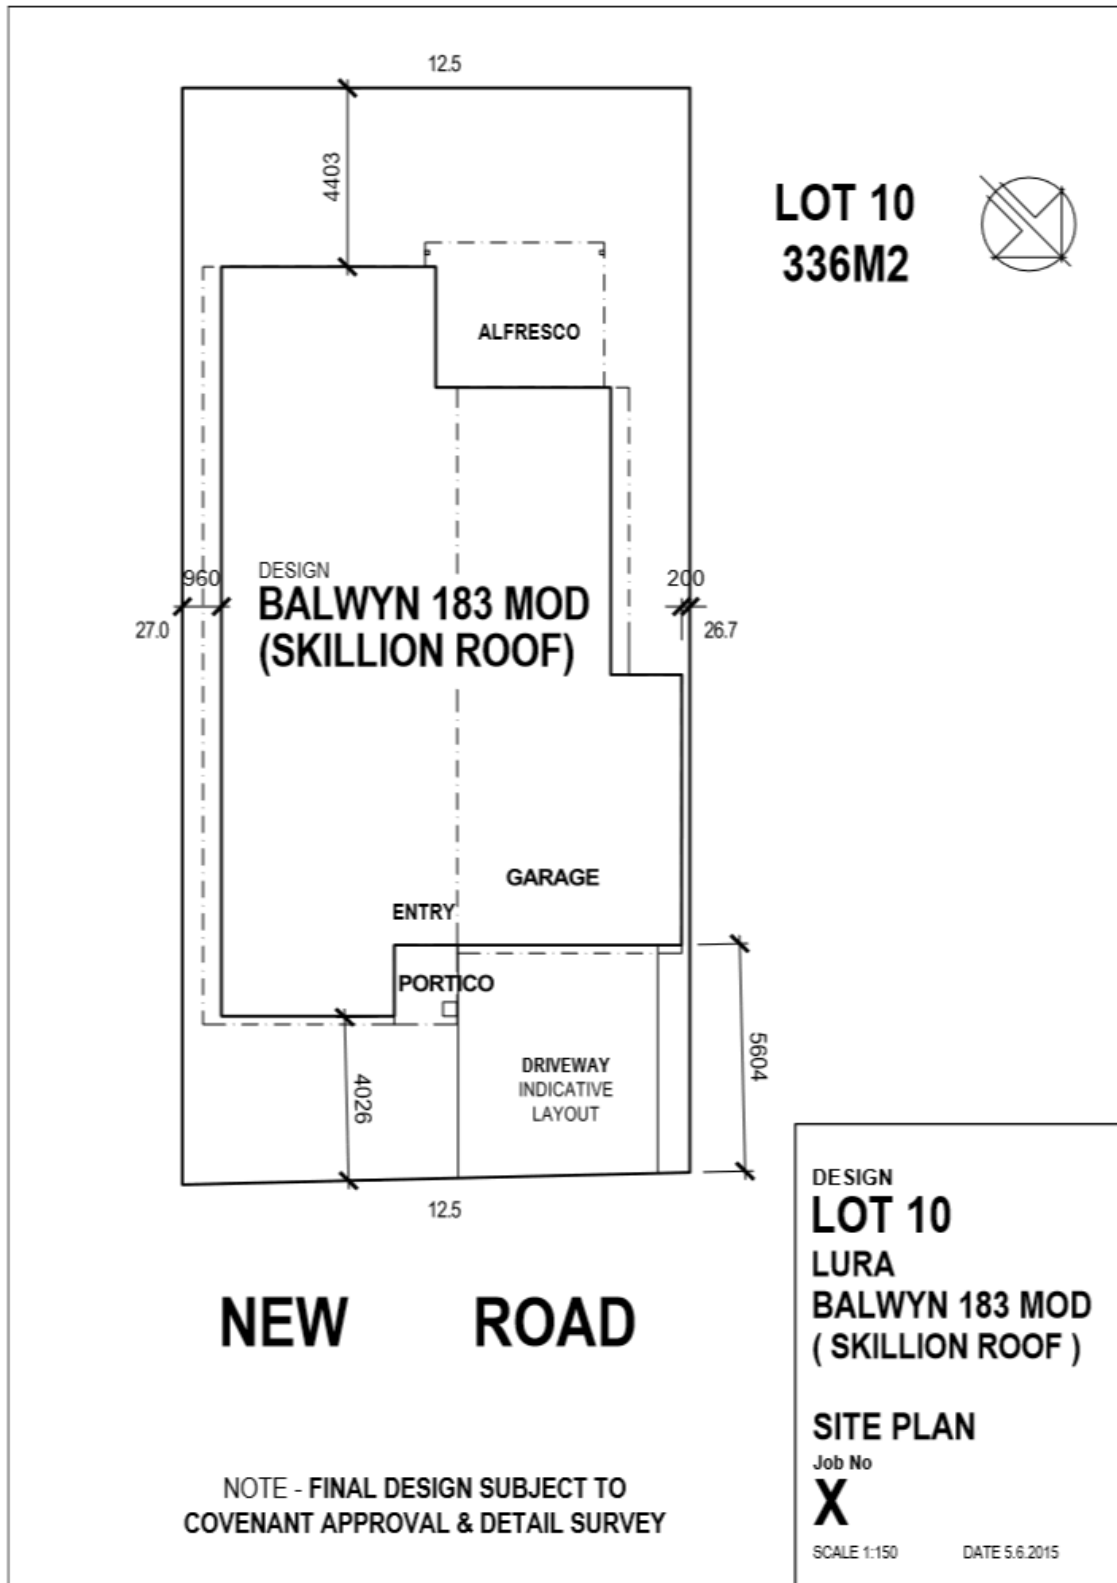 12.5
4403
LOT 10
336M2
ALFRESCO
960
DESIGN
BALWYN 183 MOD
(SKILLION ROOF)
200
27.0
26.7
GARAGE
ENTRY
PORTICO
DRIVEWAY
INDICATIVE
LAYOUT
4026
5604
12.5
NEW ROAD
NOTE - FINAL DESIGN SUBJECT TO
COVENANT APPROVAL & DETAIL SURVEY
DESIGN
LOT 10
LURA
BALWYN 183 MOD
( SKILLION ROOF )
SITE PLAN
Job No
X
SCALE 1:150 DATE 5.6.2015